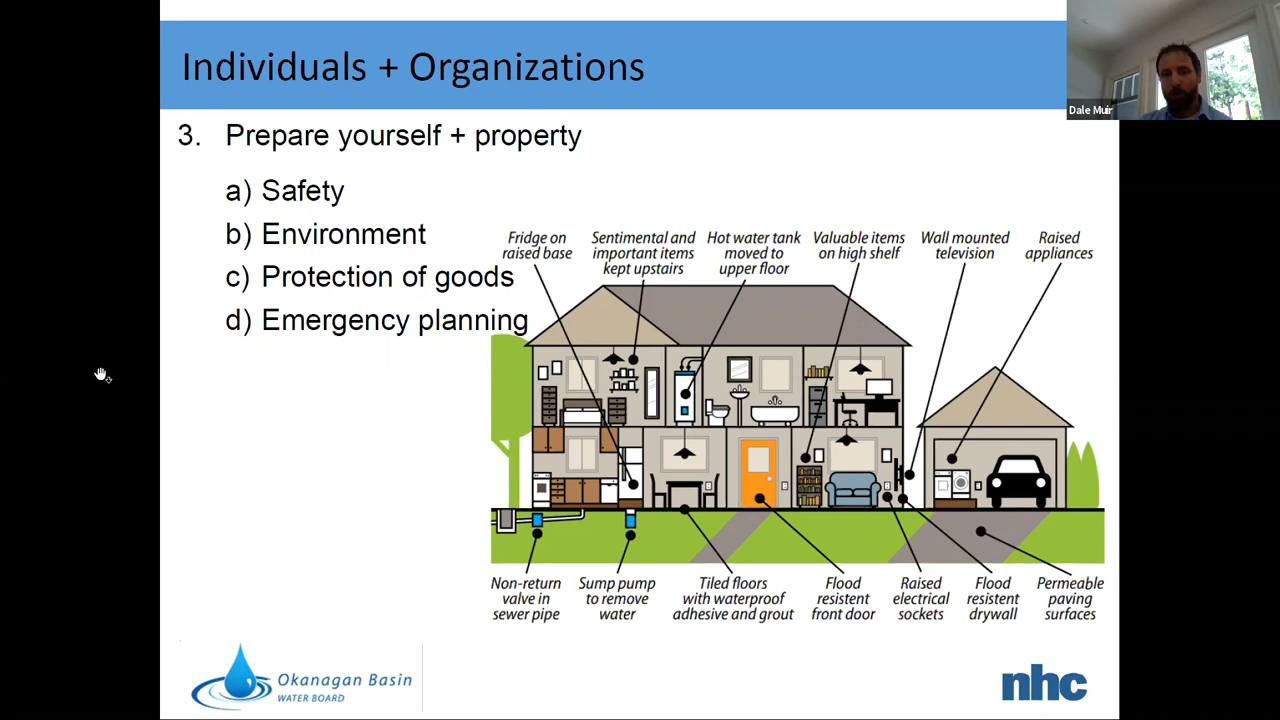 Individuals + Organizations
Dale Muir
3. Prepare yourself + property
a) Safety
b) Environment
c) Protection of goods
d) Emergency planning
Fridge on
raised base
Sentimental and
important items
kept upstairs
Hot water tank
moved to
upper floor
Valuable items
on high shelf
Wall mounted
television
Raised
appliances
Non-return
valve in
sewer pipe
Sump pump
to remove
water
Tiled floors
with waterproof
adhesive and grout
Flood
resistent
front door
Raised
electrical
sockets
Flood
resistent
drywall
Permeable
paving
surfaces
Okanagan Basin
WATER BOARD
nhc